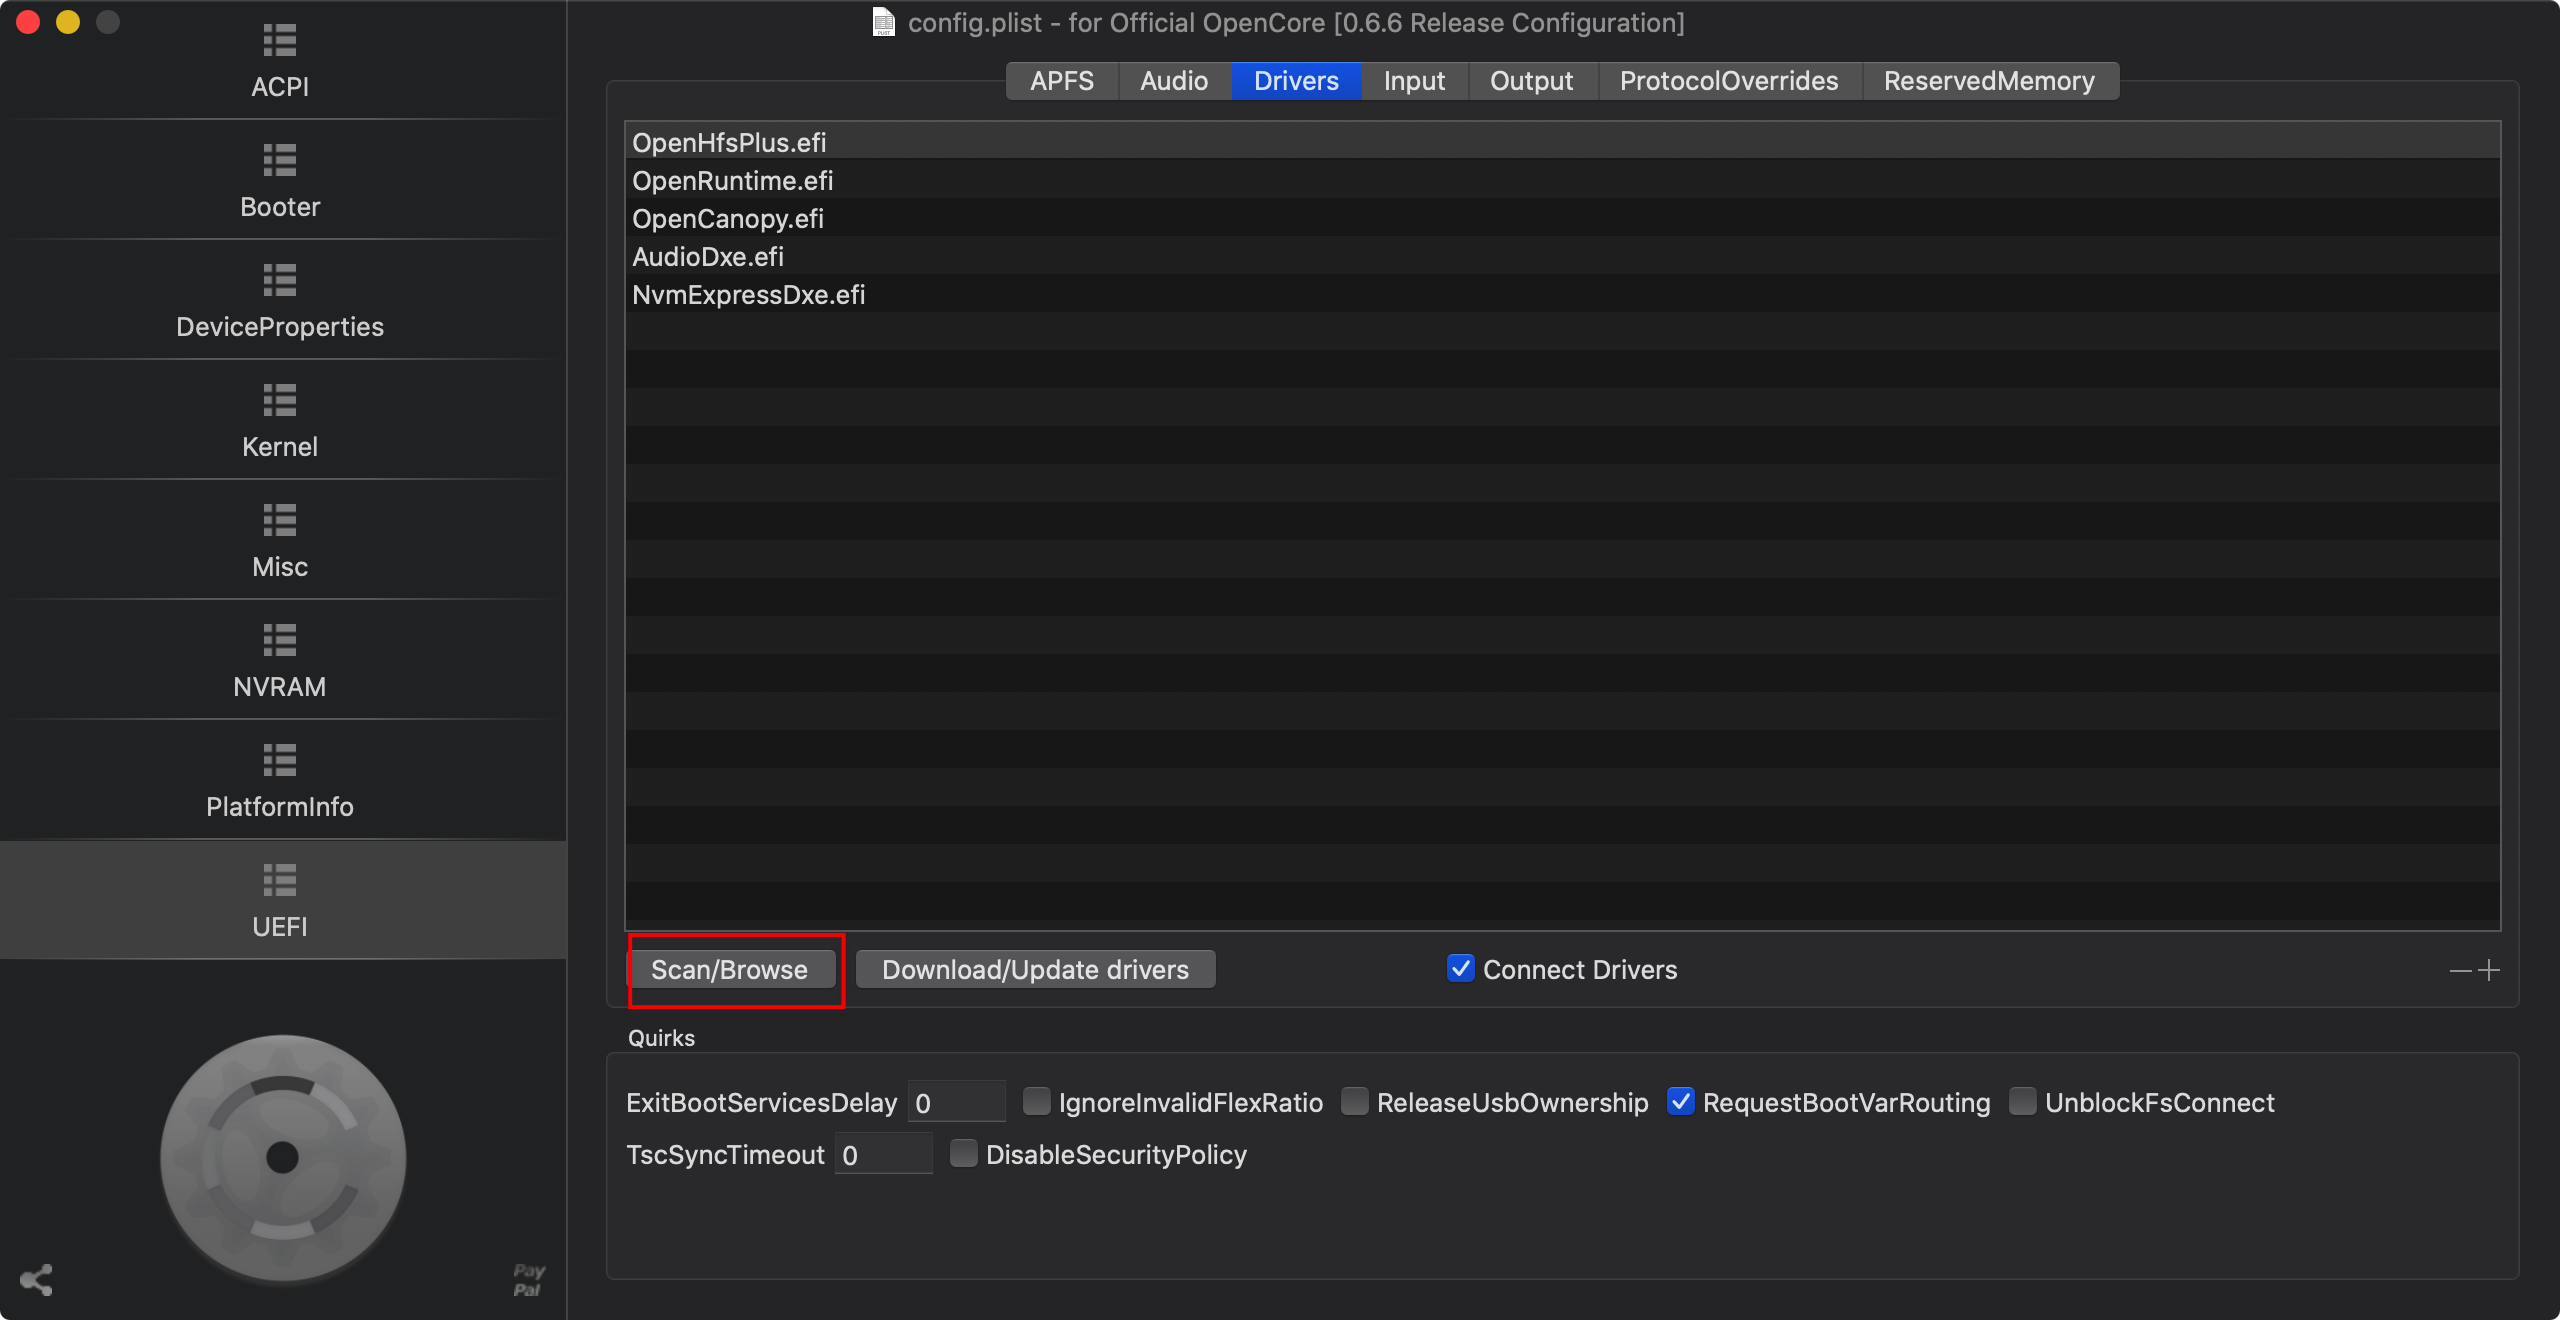 config.plist - for Official OpenCore [0.6.6 Release Configuration]
ACPI
Booter
DeviceProperties
Kernel
Misc
NVRAM
PlatformInfo
UEFI
Pay
Pal
APFS Audio Drivers Input Output ProtocolOverrides ReservedMemory
OpenHfsPlus.efi
OpenRuntime.efi
OpenCanopy.efi
AudioDxe.efi
NvmExpressDxe.efi
Scan/Browse Download/Update drivers Connect Drivers
Quirks
ExitBootServicesDelay 0 IgnoreInvalidFlexRatio ReleaseUsbOwnership RequestBootVarRouting UnblockFsConnect
TscSyncTimeout 0 DisableSecurityPolicy